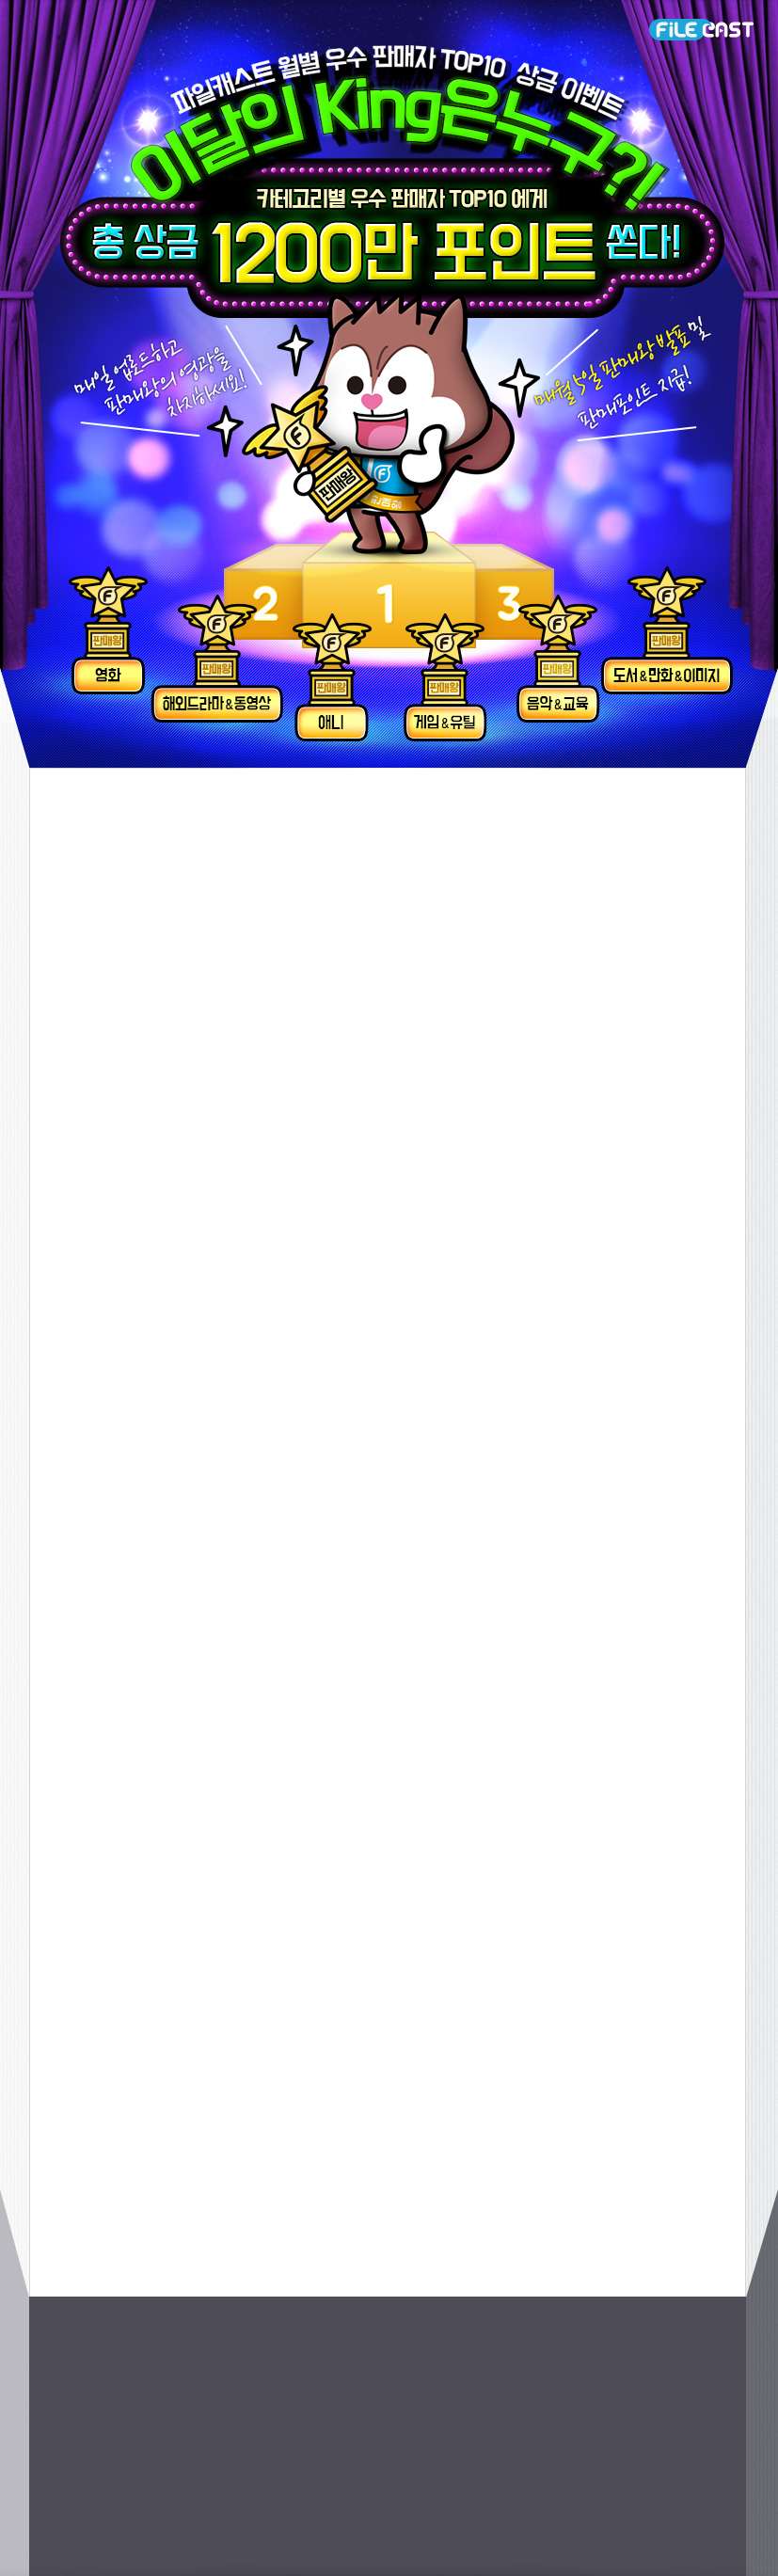 FiLE CAST
파일캐스트 월별 우수 판매자 TOP10 상금 이벤트
이달의 King은누구?!
카테고리별 우수 판매자 TOP10 에게
총 상금 1200만 포인트 쏜다!
매일 업로드하고
판매왕의 영광을
차지하세요!
매월 5일 판매왕 발표 및
판매포인트 지급!
판매왕
2 1 3
판매왕
영화
판매왕
해외드라마&동영상
판매왕
애니
판매왕
게임&유틸
판매왕
음악&교육
판매왕
도서&만화&이미지